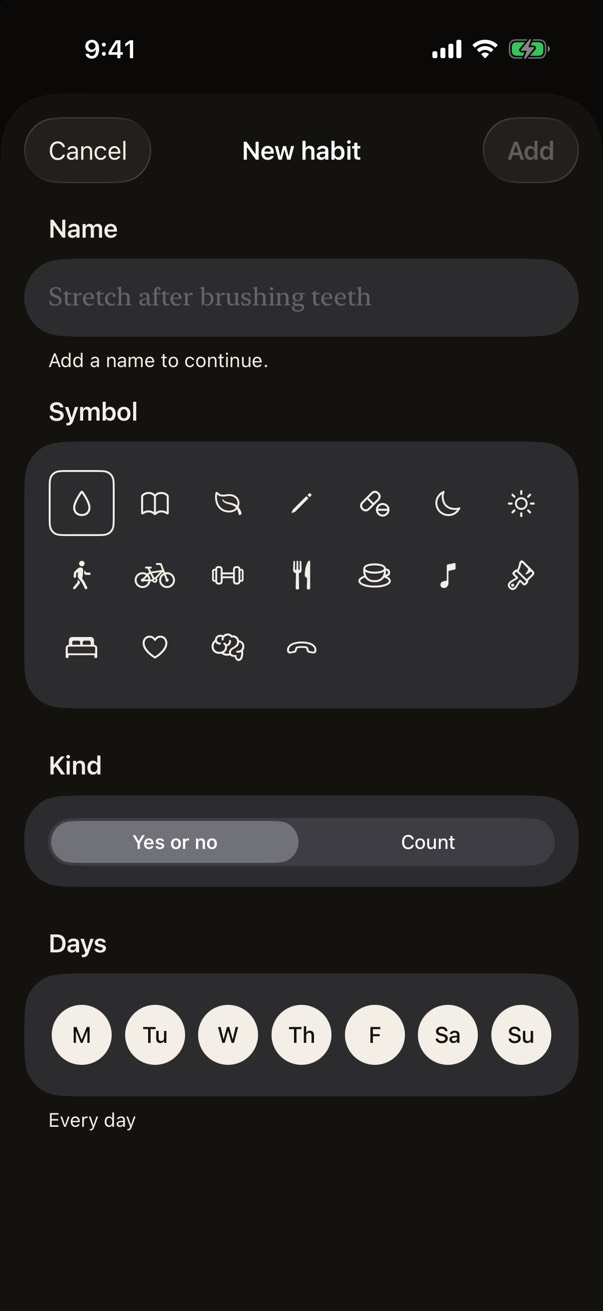 9:41
Cancel
New habit
Add
Name
Stretch after brushing teeth
Add a name to continue.
Symbol
Kind
Yes or no
Count
Days
M Tu W Th F Sa Su
Every day